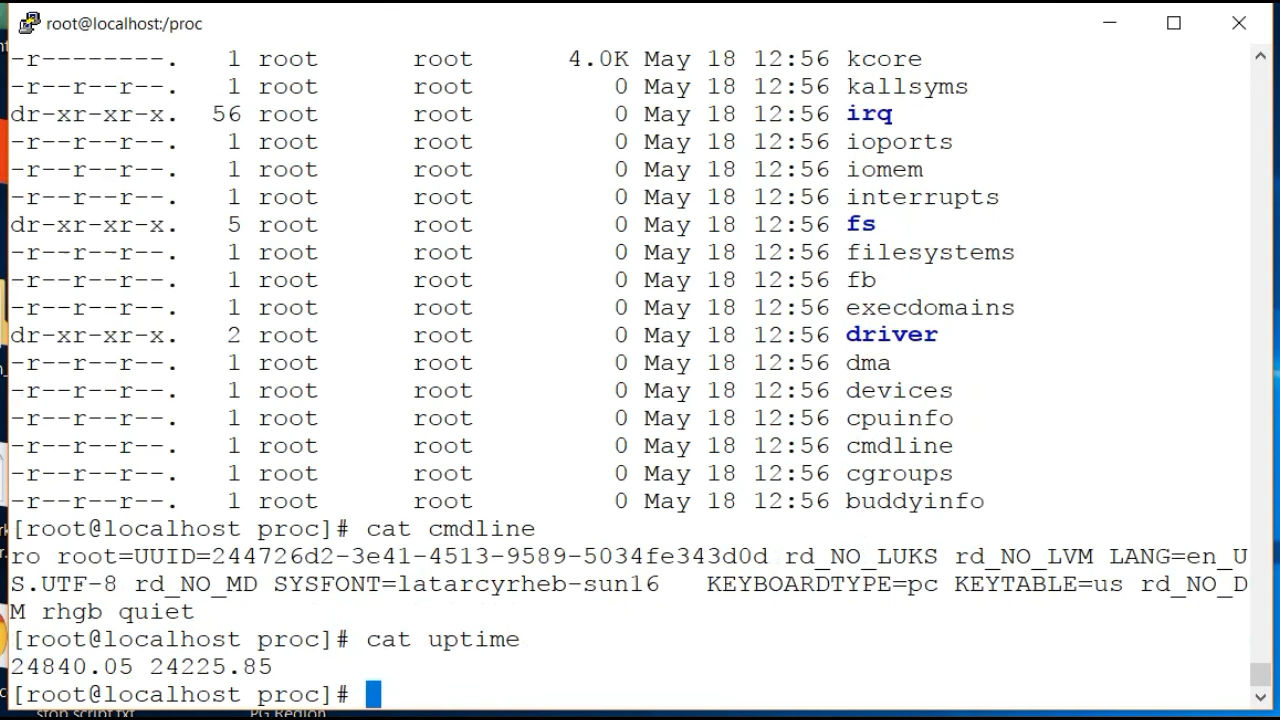 root@localhost:/proc
-r--------. 1 root root 4.0K May 18 12:56 kcore
-r--r--r--. 1 root root 0 May 18 12:56 kallsyms
dr-xr-xr-x. 56 root root 0 May 18 12:56 irq
-r--r--r--. 1 root root 0 May 18 12:56 ioports
-r--r--r--. 1 root root 0 May 18 12:56 iomem
-r--r--r--. 1 root root 0 May 18 12:56 interrupts
dr-xr-xr-x. 5 root root 0 May 18 12:56 fs
-r--r--r--. 1 root root 0 May 18 12:56 filesystems
-r--r--r--. 1 root root 0 May 18 12:56 fb
-r--r--r--. 1 root root 0 May 18 12:56 execdomains
dr-xr-xr-x. 2 root root 0 May 18 12:56 driver
-r--r--r--. 1 root root 0 May 18 12:56 dma
-r--r--r--. 1 root root 0 May 18 12:56 devices
-r--r--r--. 1 root root 0 May 18 12:56 cpuinfo
-r--r--r--. 1 root root 0 May 18 12:56 cmdline
-r--r--r--. 1 root root 0 May 18 12:56 cgroups
-r--r--r--. 1 root root 0 May 18 12:56 buddyinfo
[root@localhost proc]# cat cmdline
ro root=UUID=244726d2-3e41-4513-9589-5034fe343d0d rd_NO_LUKS rd_NO_LVM LANG=en_U
S.UTF-8 rd_NO_MD SYSFONT=latarcyrheb-sun16 KEYBOARDTYPE=pc KEYTABLE=us rd_NO_D
M rhgb quiet
[root@localhost proc]# cat uptime
24840.05 24225.85
[root@localhost proc]#
stop script.txt PG Region